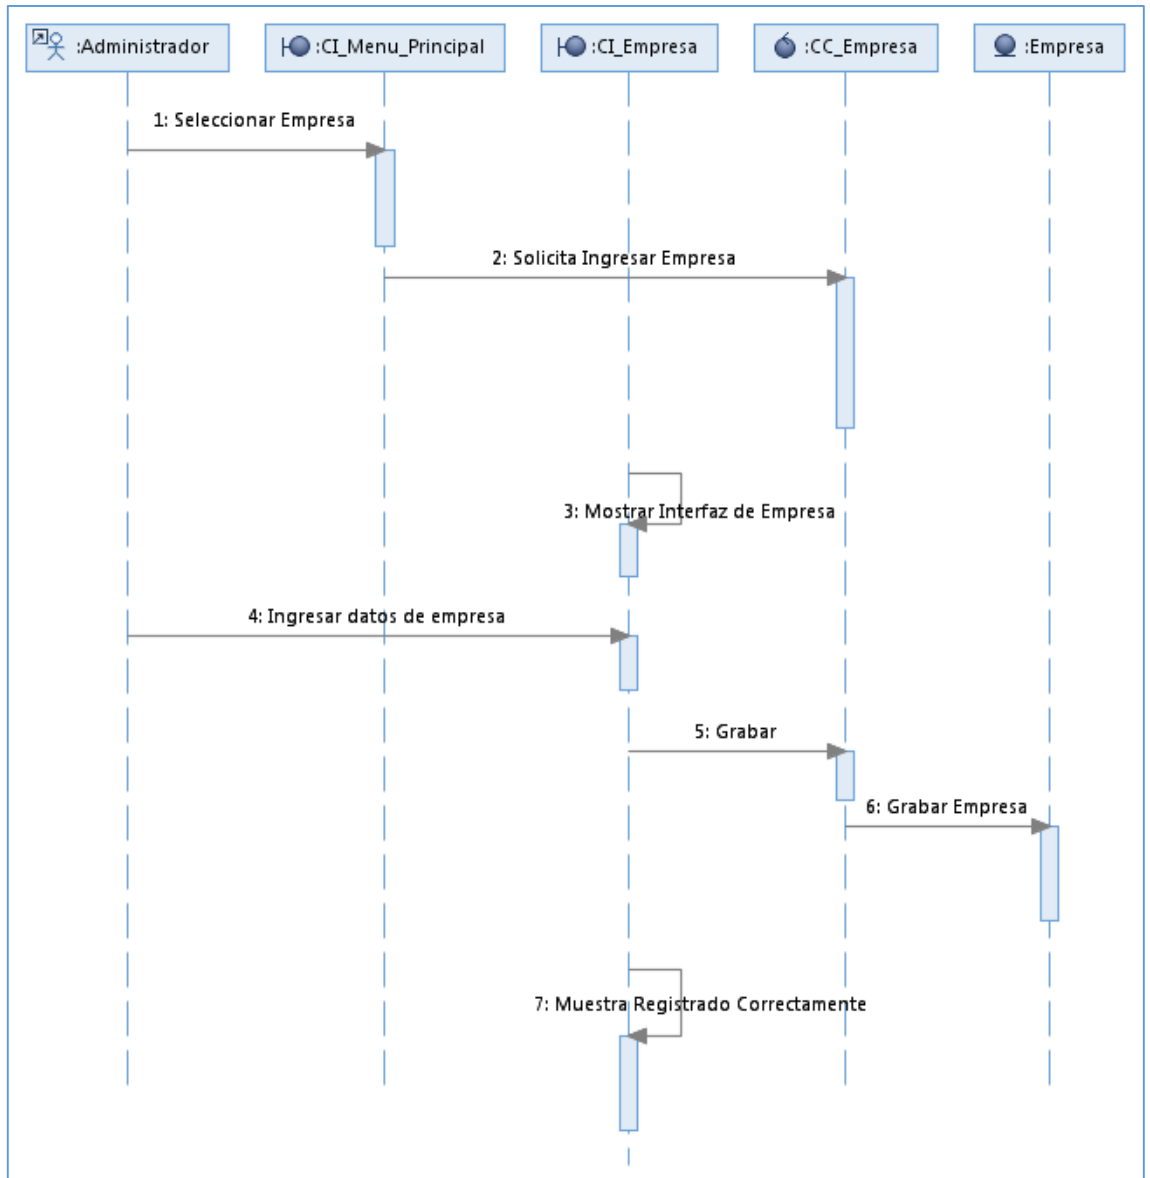 :Administrador
:CI_Menu_Principal
:CI_Empresa
:CC_Empresa
:Empresa
1: Seleccionar Empresa
2: Solicita Ingresar Empresa
3: Mostrar Interfaz de Empresa
4: Ingresar datos de empresa
5: Grabar
6: Grabar Empresa
7: Muestra Registrado Correctamente